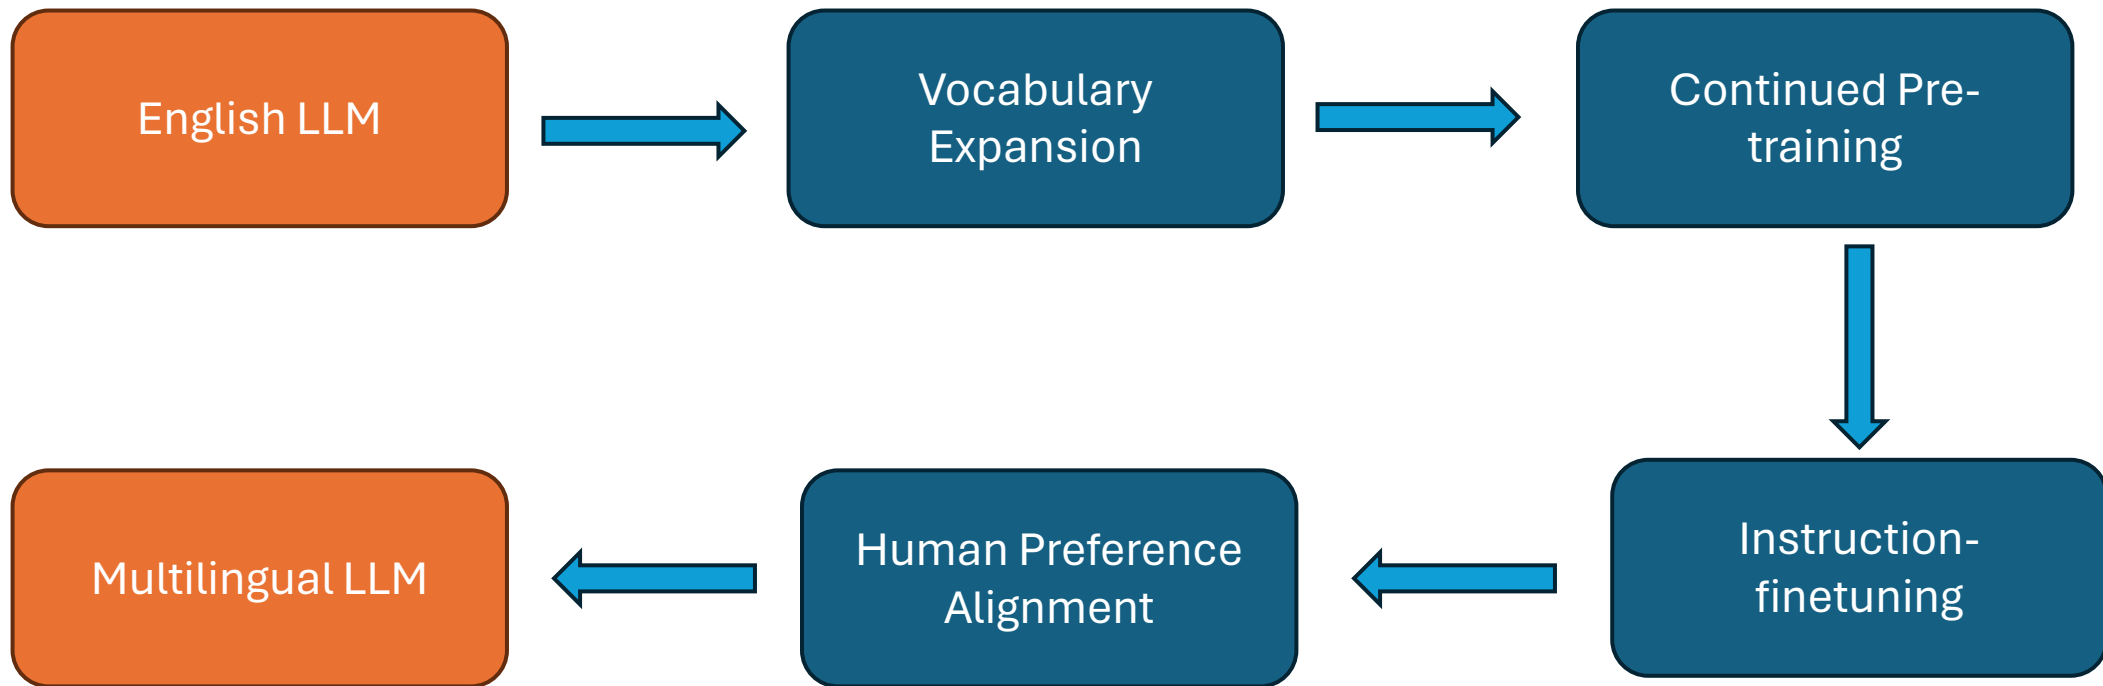 English LLM
Vocabulary
Expansion
Continued Pre-
training
Instruction-
finetuning
Human Preference
Alignment
Multilingual LLM